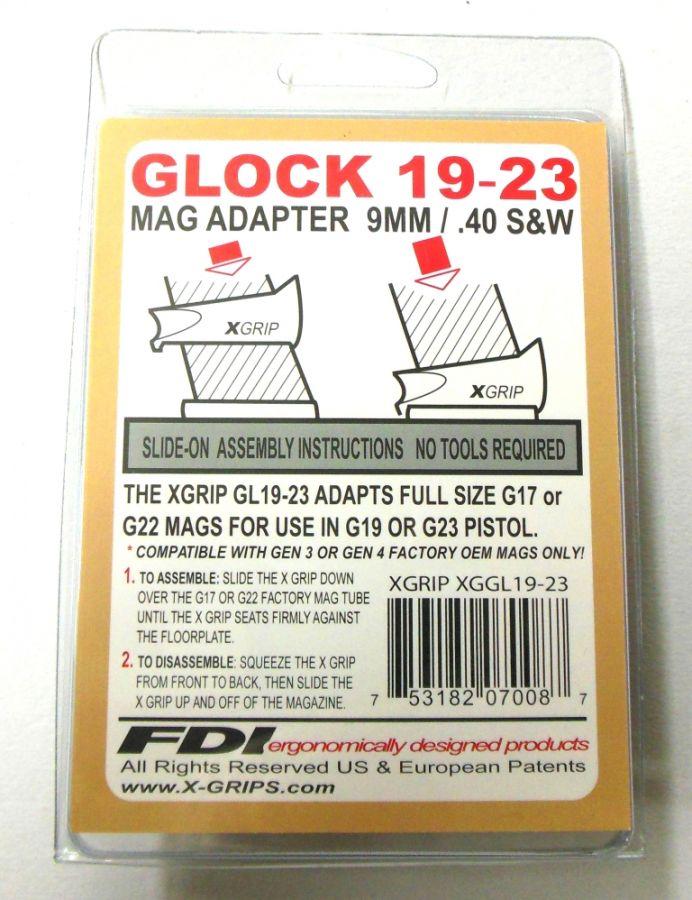 GLOCK 19-23
MAG ADAPTER 9MM / .40 S&W
XGRIP
XGRIP
SLIDE-ON ASSEMBLY INSTRUCTIONS NO TOOLS REQUIRED
THE XGRIP GL19-23 ADAPTS FULL SIZE G17 or
G22 MAGS FOR USE IN G19 OR G23 PISTOL.
* COMPATIBLE WITH GEN 3 OR GEN 4 FACTORY OEM MAGS ONLY!
1. TO ASSEMBLE: SLIDE THE X GRIP DOWN
OVER THE G17 OR G22 FACTORY MAG TUBE
UNTIL THE X GRIP SEATS FIRMLY AGAINST
THE FLOORPLATE.
2. TO DISASSEMBLE: SQUEEZE THE X GRIP
FROM FRONT TO BACK, THEN SLIDE THE
X GRIP UP AND OFF OF THE MAGAZINE.
XGRIP XGGL19-23
7 53182 07008 7
FDI ergonomically designed products
All Rights Reserved US & European Patents
www.X-GRIPS.com